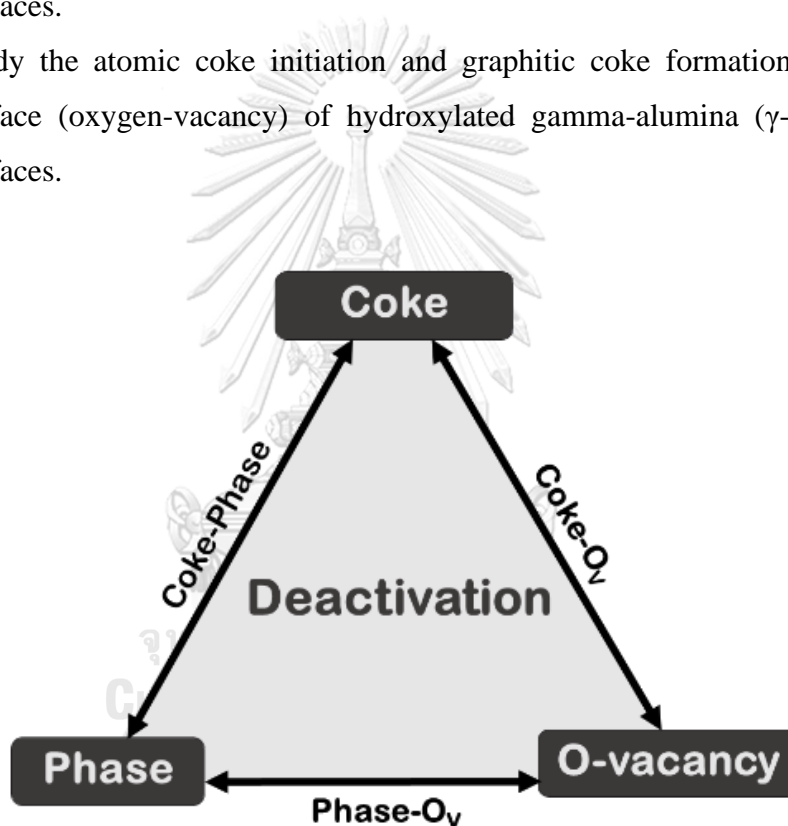 aces.
dy the atomic coke initiation and graphitic coke formation
face (oxygen-vacancy) of hydroxylated gamma-alumina (γ-
faces.
Coke
Coke-Phase
Coke-Oᵥ
Deactivation
Phase
O-vacancy
Phase-Oᵥ